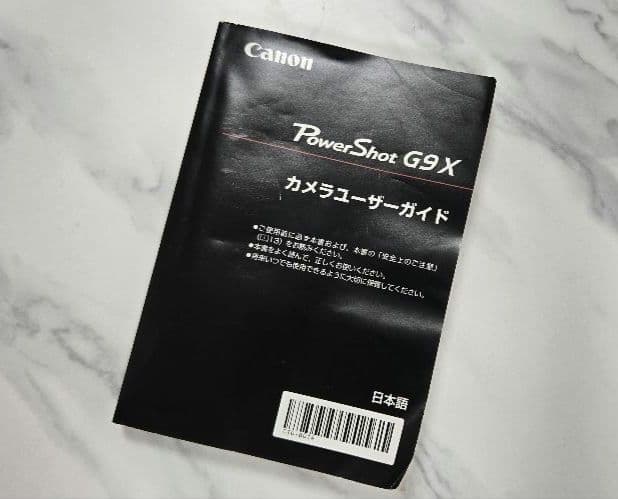 Canon
PowerShot G9 X
カメラユーザーガイド
●ご使用前に必ず本書および、本書の「安全上のご注意」
（📖13）をお読みください。
●本書をよく読んで、正しくお使いください。
●将来いつでも使用できるように大切に保管してください。
日本語